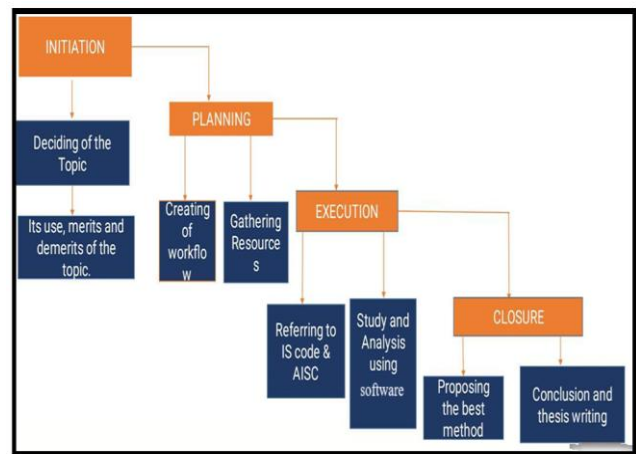 INITIATION
Deciding of the
Topic
Its use, merits and
demerits of the
topic.
PLANNING
Creating
of
workflo
w
Gathering
Resource
s
EXECUTION
Referring to
IS code &
AISC
Study and
Analysis
using
software
CLOSURE
Proposing
the best
method
Conclusion and
thesis writing